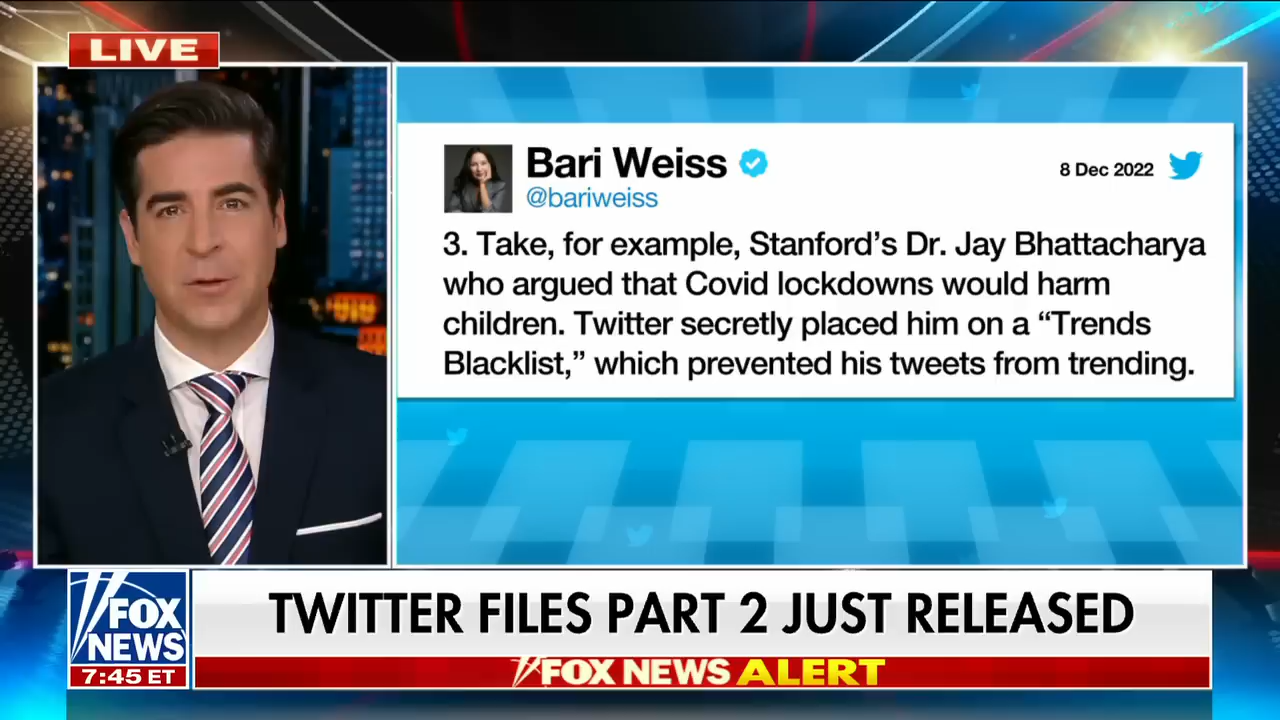 LIVE
Bari Weiss
@bariweiss
8 Dec 2022
3. Take, for example, Stanford’s Dr. Jay Bhattacharya
who argued that Covid lockdowns would harm
children. Twitter secretly placed him on a “Trends
Blacklist,” which prevented his tweets from trending.
FOX
NEWS
7:45 ET
TWITTER FILES PART 2 JUST RELEASED
FOX NEWS ALERT